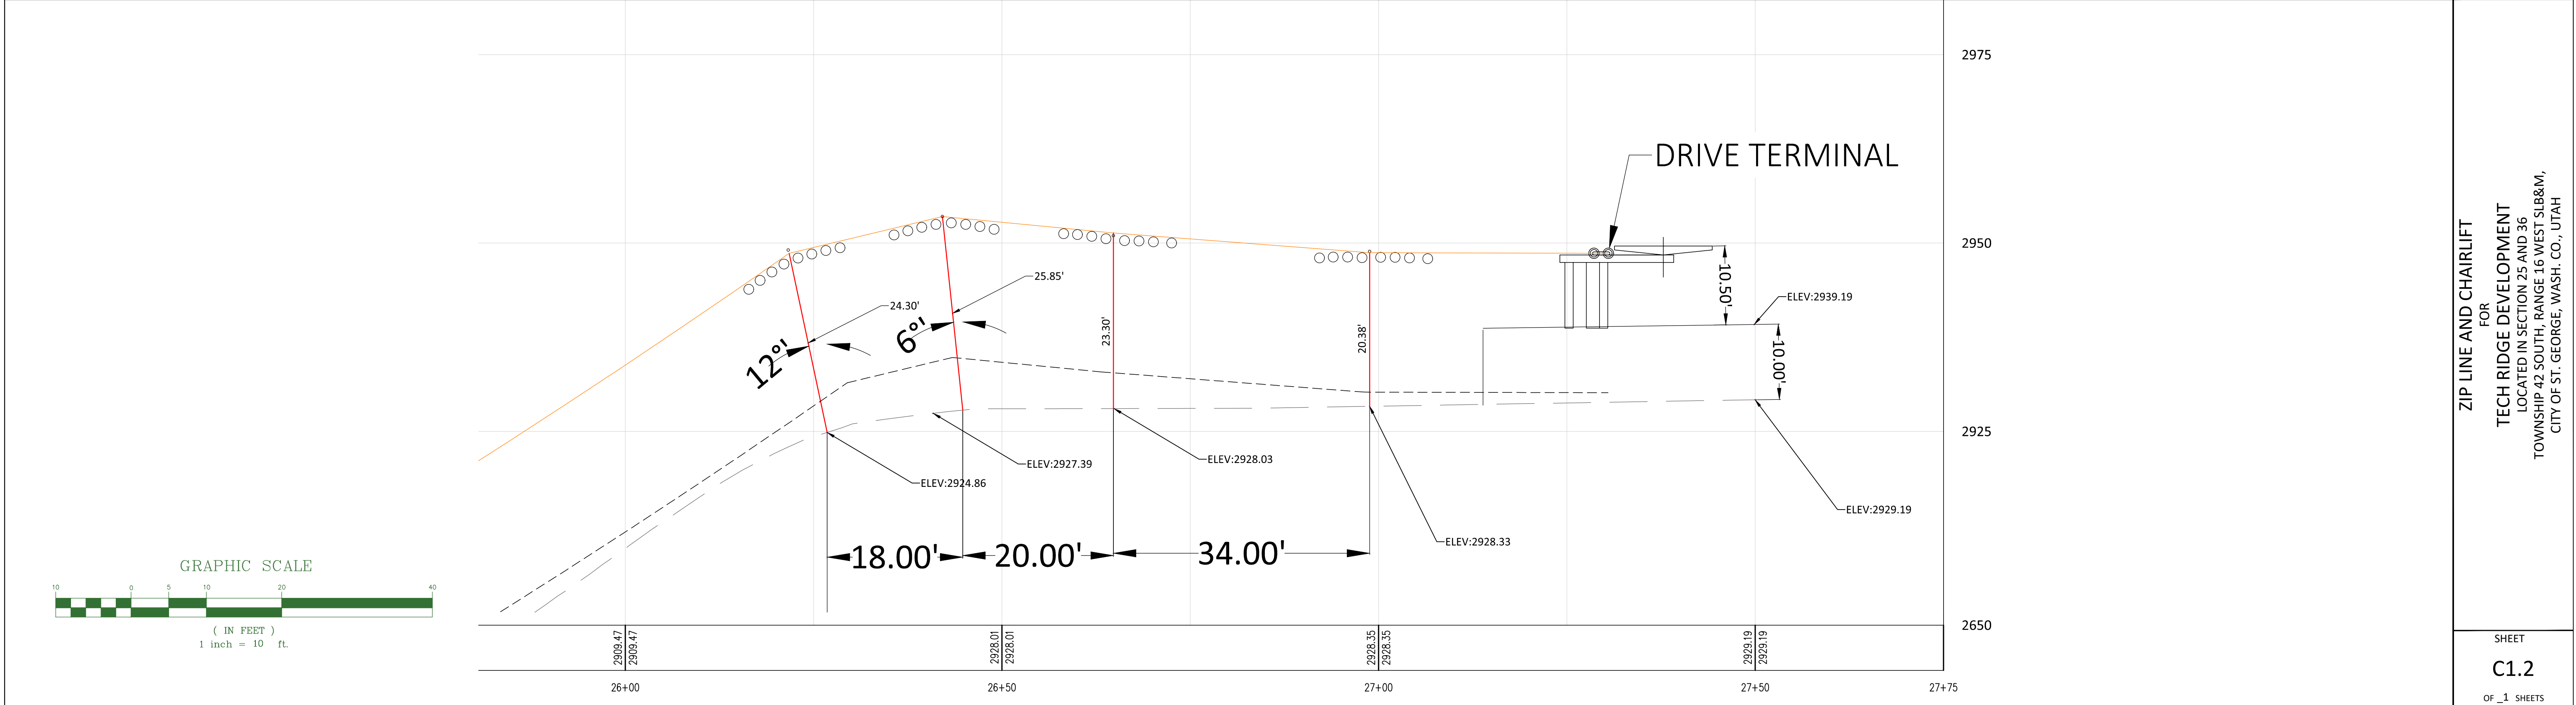 2975
DRIVE TERMINAL
2950
10.50'
ELEV:2939.19
25.85'
24.30'
6°'
12°'
23.30'
20.38'
10.00'
2925
ELEV:2927.39
ELEV:2928.03
ELEV:2924.86
ELEV:2929.19
ELEV:2928.33
18.00'
20.00'
34.00'
GRAPHIC SCALE
10 0 5 10 20 40
( IN FEET )
1 inch = 10 ft.
2650
2909.47
2909.47
2928.01
2928.01
2928.35
2928.35
2929.19
2929.19
26+00
26+50
27+00
27+50
27+75
ZIP LINE AND CHAIRLIFT
FOR
TECH RIDGE DEVELOPMENT
LOCATED IN SECTION 25 AND 36
TOWNSHIP 42 SOUTH, RANGE 16 WEST SLB&M,
CITY OF ST. GEORGE, WASH. CO., UTAH
SHEET
C1.2
OF _1 SHEETS